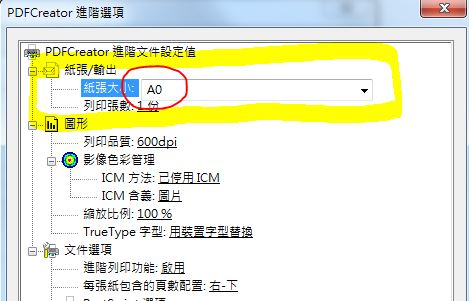 PDFCreator 進階選項
PDFCreator 進階文件設定值
紙張/輸出
紙張大小: A0
列印張數: 1 份
圖形
列印品質: 600dpi
影像色彩管理
ICM 方法: 已停用 ICM
ICM 含義: 圖片
縮放比例: 100 %
TrueType 字型: 用裝置字型替換
文件選項
進階列印功能: 啟用
每張紙包含的頁數配置: 右-下
PostScript 選項